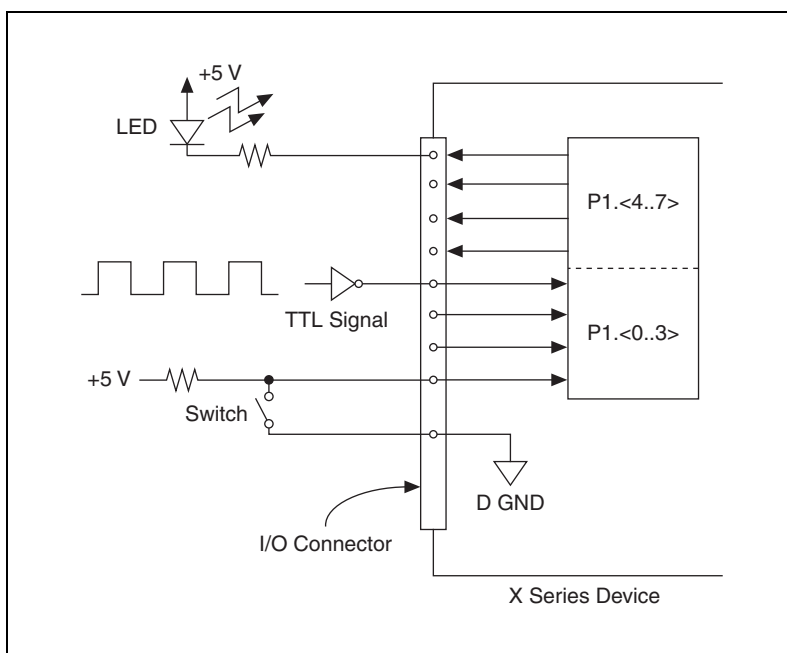 +5 V
LED
P1.<4..7>
TTL Signal
P1.<0..3>
+5 V
Switch
D GND
I/O Connector
X Series Device